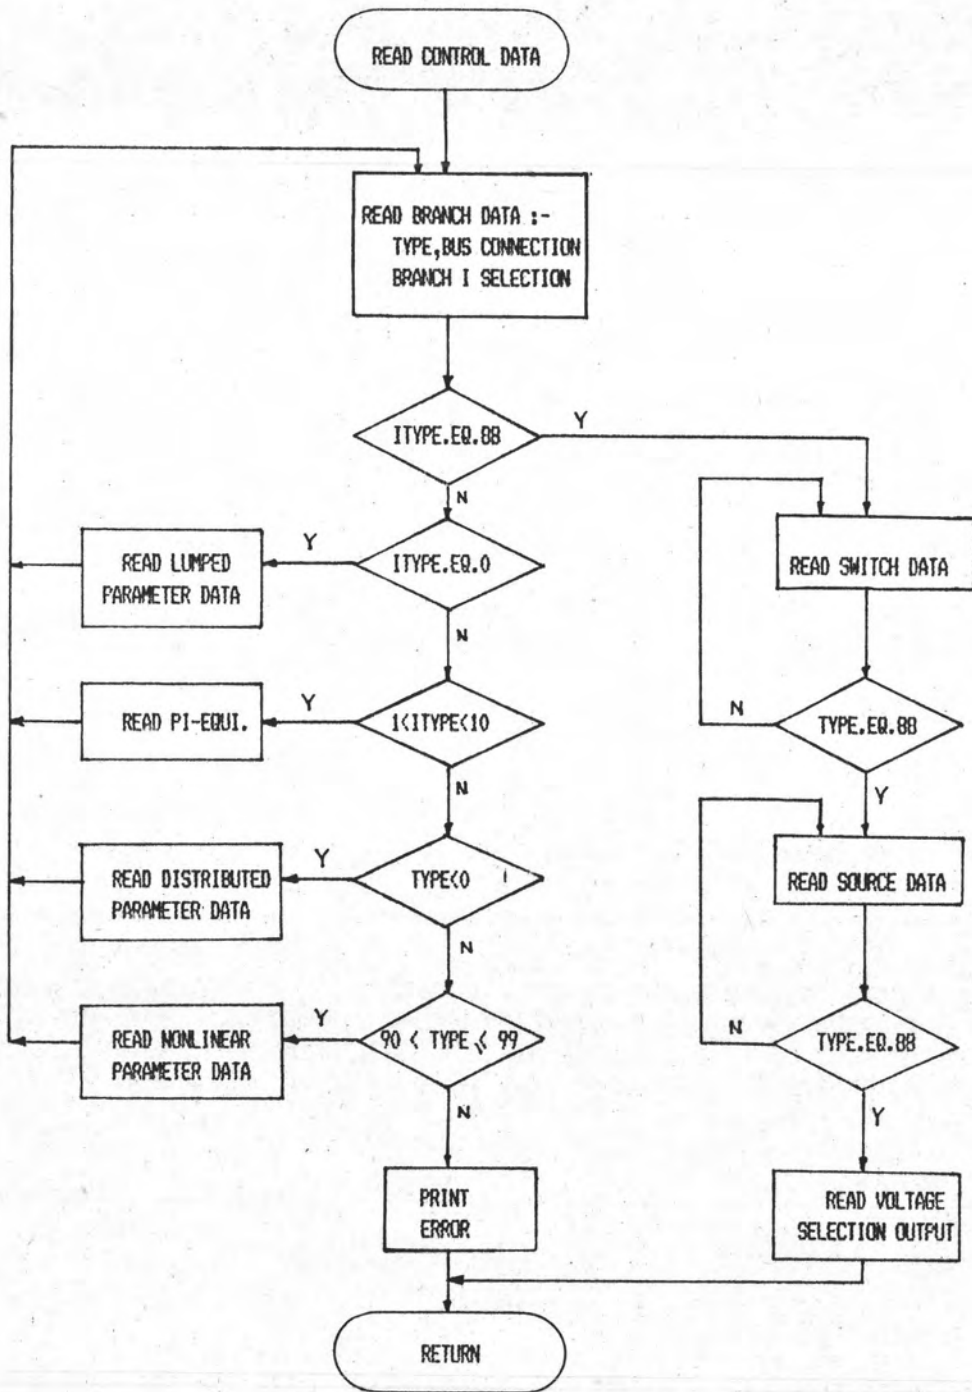 READ CONTROL DATA
READ BRANCH DATA :-
TYPE,BUS CONNECTION
BRANCH I SELECTION
ITYPE.EQ.88
Y
N
READ LUMPED
PARAMETER DATA
Y
ITYPE.EQ.0
READ SWITCH DATA
N
READ PI-EQUI.
Y
1<ITYPE<10
N
TYPE.EQ.88
N
Y
READ DISTRIBUTED
PARAMETER DATA
Y
TYPE<0
READ SOURCE DATA
N
READ NONLINEAR
PARAMETER DATA
Y
90 < TYPE < 99
N
TYPE.EQ.88
N
Y
PRINT
ERROR
READ VOLTAGE
SELECTION OUTPUT
RETURN